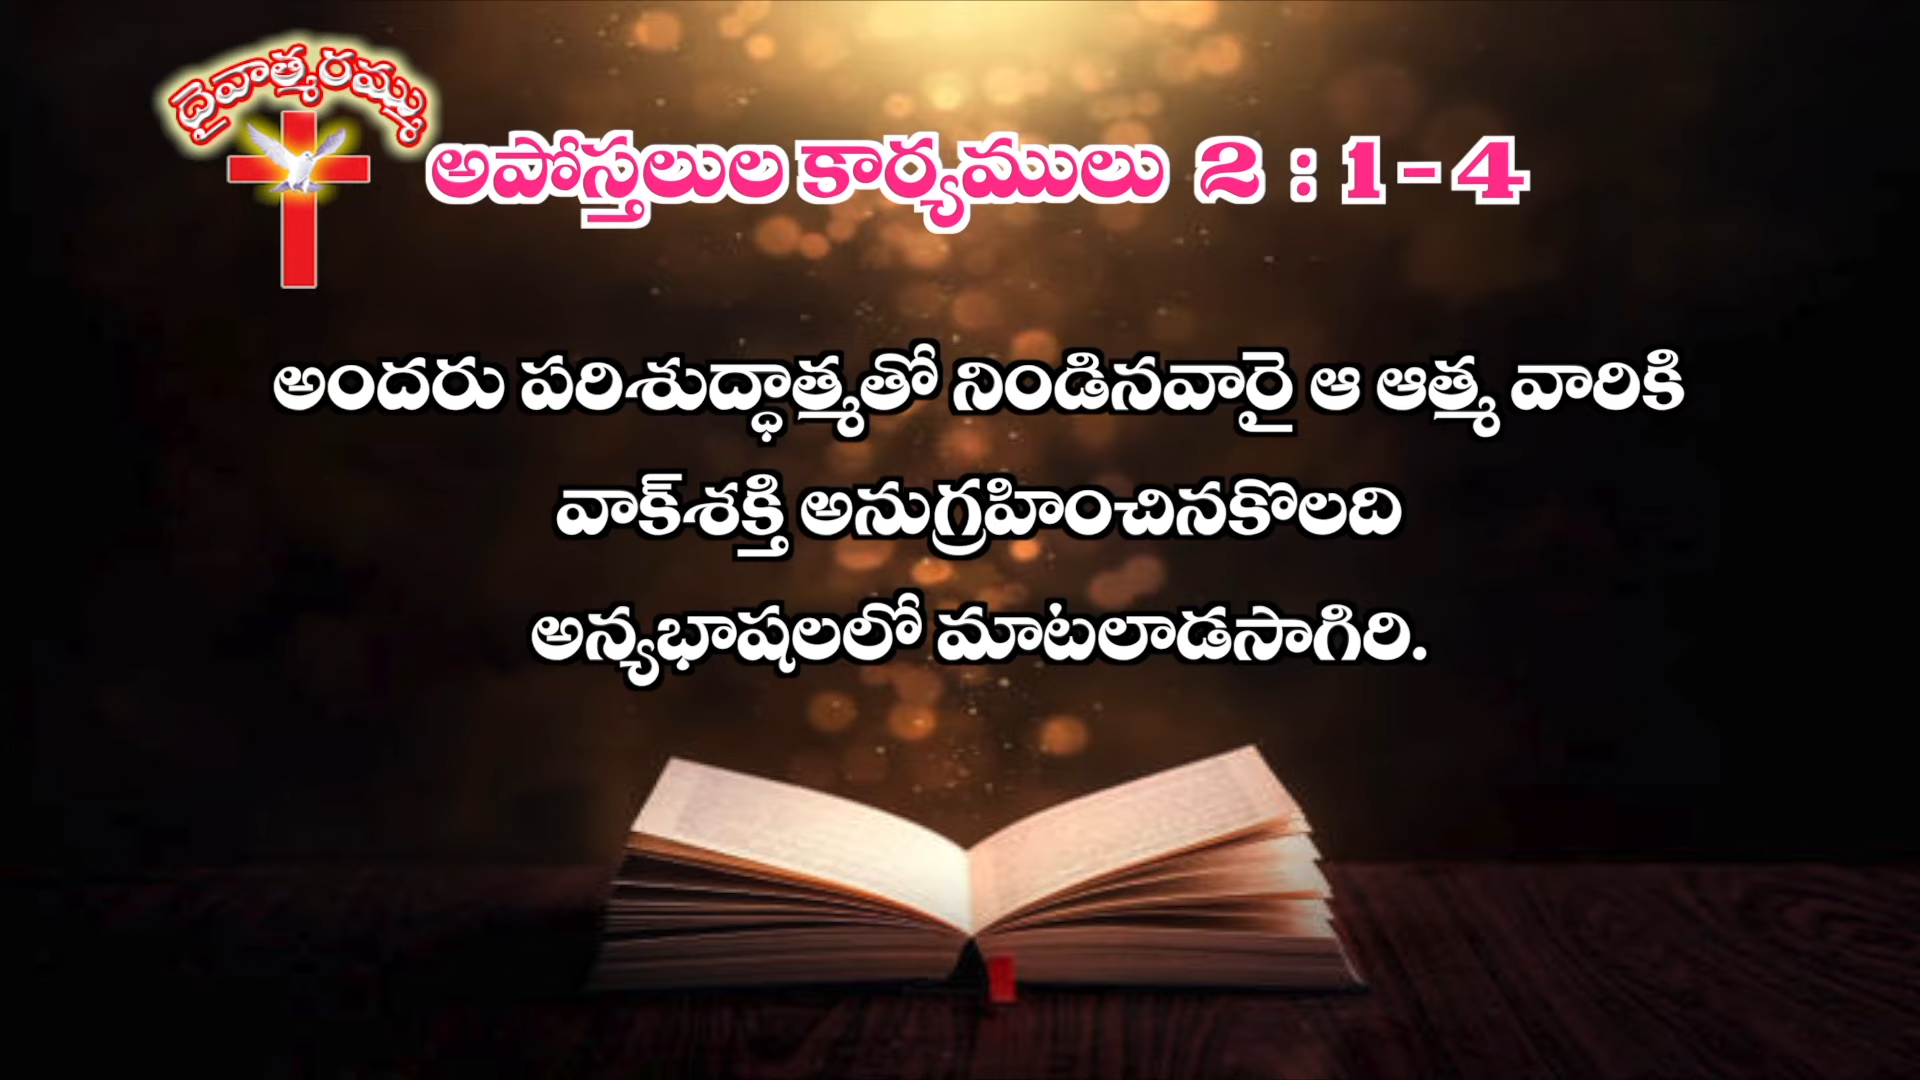 దైవాత్మరమ్ము
అపోస్తలుల కార్యములు 2 : 1-4
అందరు పరిశుద్ధాత్మతో నిండినవారై ఆ ఆత్మ వారికి
వాక్‌శక్తి అనుగ్రహించినకొలది
అన్యభాషలలో మాటలాడసాగిరి.